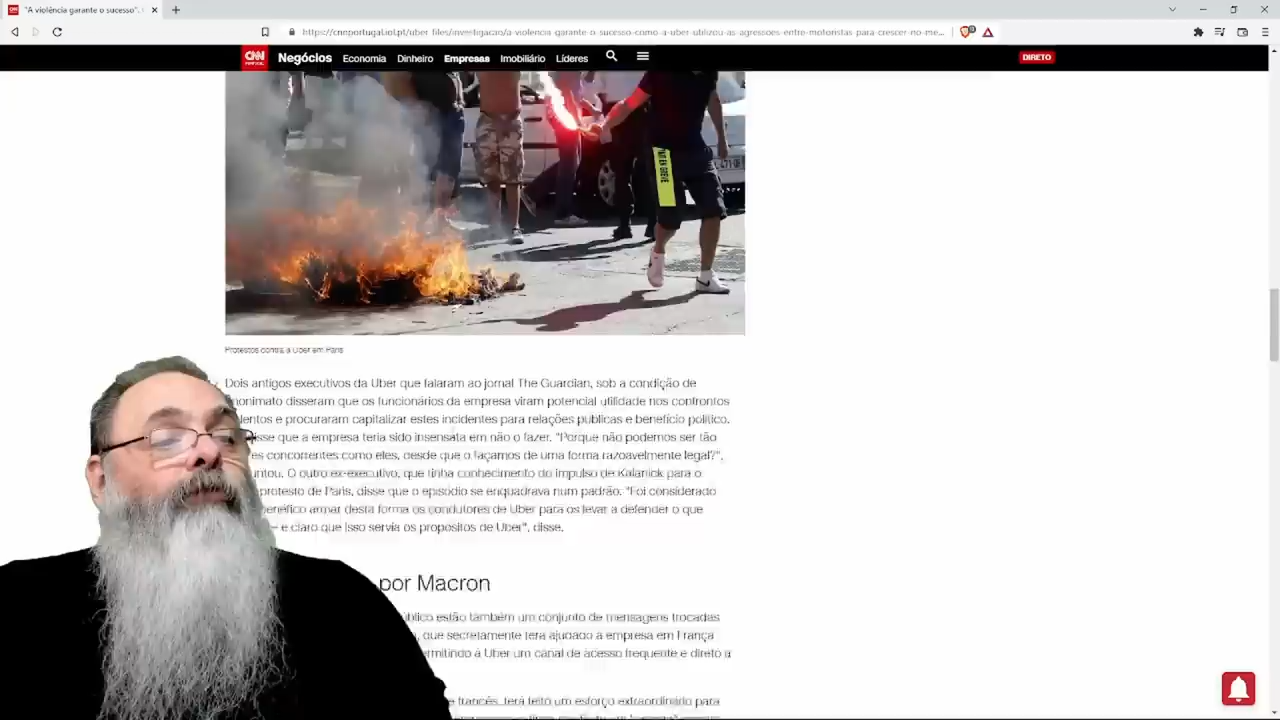 "A violência garante o sucesso".
https://cnnportugal.iol.pt/uber-files/investigacao/a-violencia-garante-o-sucesso-como-a-uber-utilizou-as-agressoes-entre-motoristas-para-crescer-no-me...
CNN
PORTUGAL
Negócios Economia Dinheiro Empresas Imobiliário Líderes
DIRETO
Protestos contra a Uber em Paris
Dois antigos executivos da Uber que falaram ao jornal The Guardian, sob a condição de
anonimato disseram que os funcionários da empresa viram potencial utilidade nos confrontos
lentos e procuraram capitalizar estes incidentes para relações públicas e benefício político.
isse que a empresa teria sido insensata em não o fazer. "Porque não podemos ser tão
es concorrentes como eles, desde que o façamos de uma forma razoavelmente legal?",
untou. O outro ex-executivo, que tinha conhecimento do impulso de Kalanick para o
protesto de Paris, disse que o episódio se enquadrava num padrão. "Foi considerado
enéfico armar desta forma os condutores de Uber para os levar a defender o que
e claro que isso servia os propósitos de Uber", disse.
por Macron
úblico estão também um conjunto de mensagens trocadas
, que secretamente terá ajudado a empresa em França
ermitindo à Uber um canal de acesso frequente e direto a
e francês, terá feito um esforço extraordinário para